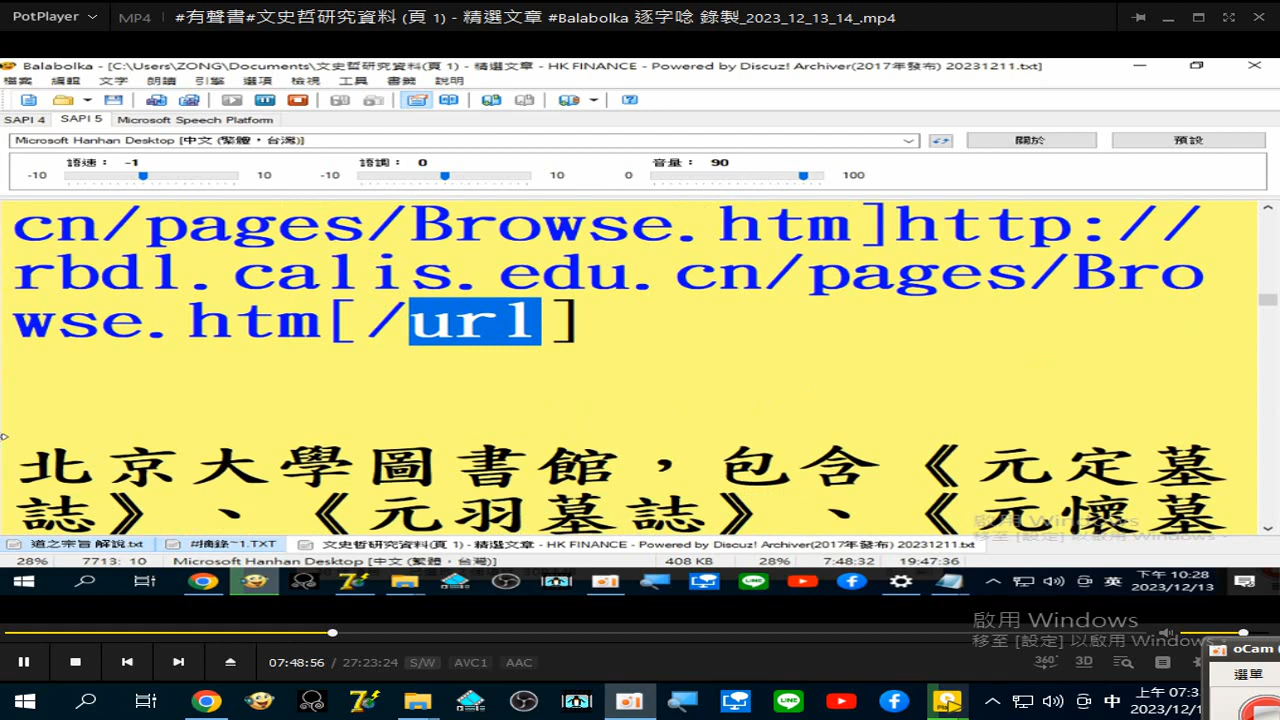 PotPlayer MP4 #有聲書#文史哲研究資料 (頁 1) - 精選文章 #Balabolka 逐字唸 錄製_2023_12_13_14_.mp4
Balabolka - [C:\Users\ZONG\Documents\文史哲研究資料(頁 1) - 精選文章 - HK FINANCE - Powered by Discuz! Archiver(2017年發布) 20231211.txt]
檔案 編輯 文字 朗讀 引擎 選項 檢視 工具 書籤 說明
SAPI 4 SAPI 5 Microsoft Speech Platform
Microsoft Hanhan Desktop [中文 (繁體，台灣)] 關於 預設
語速： -1 語調： 0 音量： 90
-10 10 -10 10 0 100
cn/pages/Browse.htm]http://
rbdl.calis.edu.cn/pages/Bro
wse.htm[/url]
北京大學圖書館，包含《元定墓
誌》、《元羽墓誌》、《元懷墓
啟用 Windows
移至 [設定] 以啟用 Windows。
道之宗旨 解說.txt #摘錄~1.TXT 文史哲研究資料(頁 1) - 精選文章 - HK FINANCE - Powered by Discuz! Archiver(2017年發布) 20231211.txt
28% 7713: 10 Microsoft Hanhan Desktop [中文 (繁體，台灣)] 408 KB 28% 7:48:32 19:47:36
英 下午 10:28
2023/12/13
啟用 Windows
移至 [設定] 以啟用 Windows。
07:48:56 / 27:23:24 S/W AVC1 AAC 360° 3D
oCam
選單
中 上午 07:3
2023/12/1